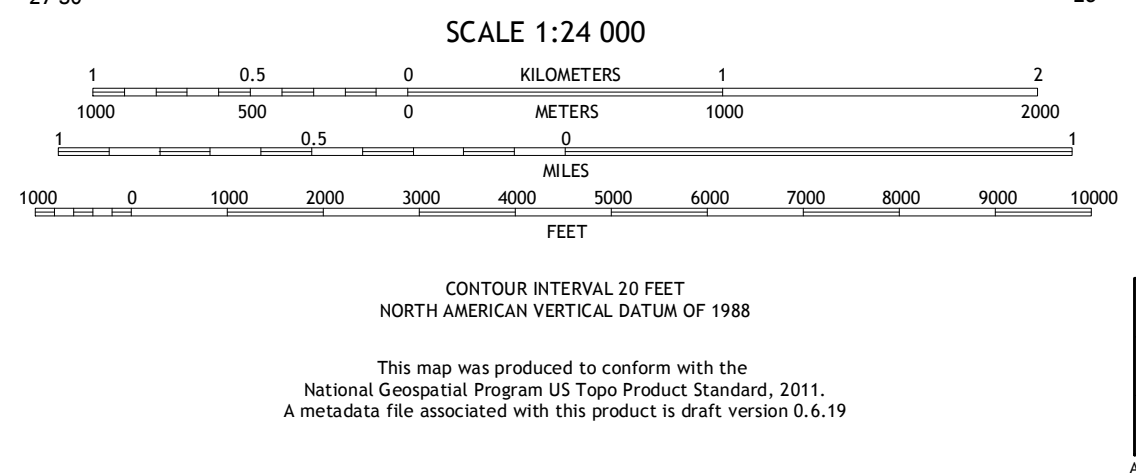 SCALE 1:24 000
1 0.5 0 KILOMETERS 1 2
1000 500 0 METERS 1000 2000
1 0.5 0 1
MILES
1000 0 1000 2000 3000 4000 5000 6000 7000 8000 9000 10000
FEET
CONTOUR INTERVAL 20 FEET
NORTH AMERICAN VERTICAL DATUM OF 1988
This map was produced to conform with the
National Geospatial Program US Topo Product Standard, 2011.
A metadata file associated with this product is draft version 0.6.19